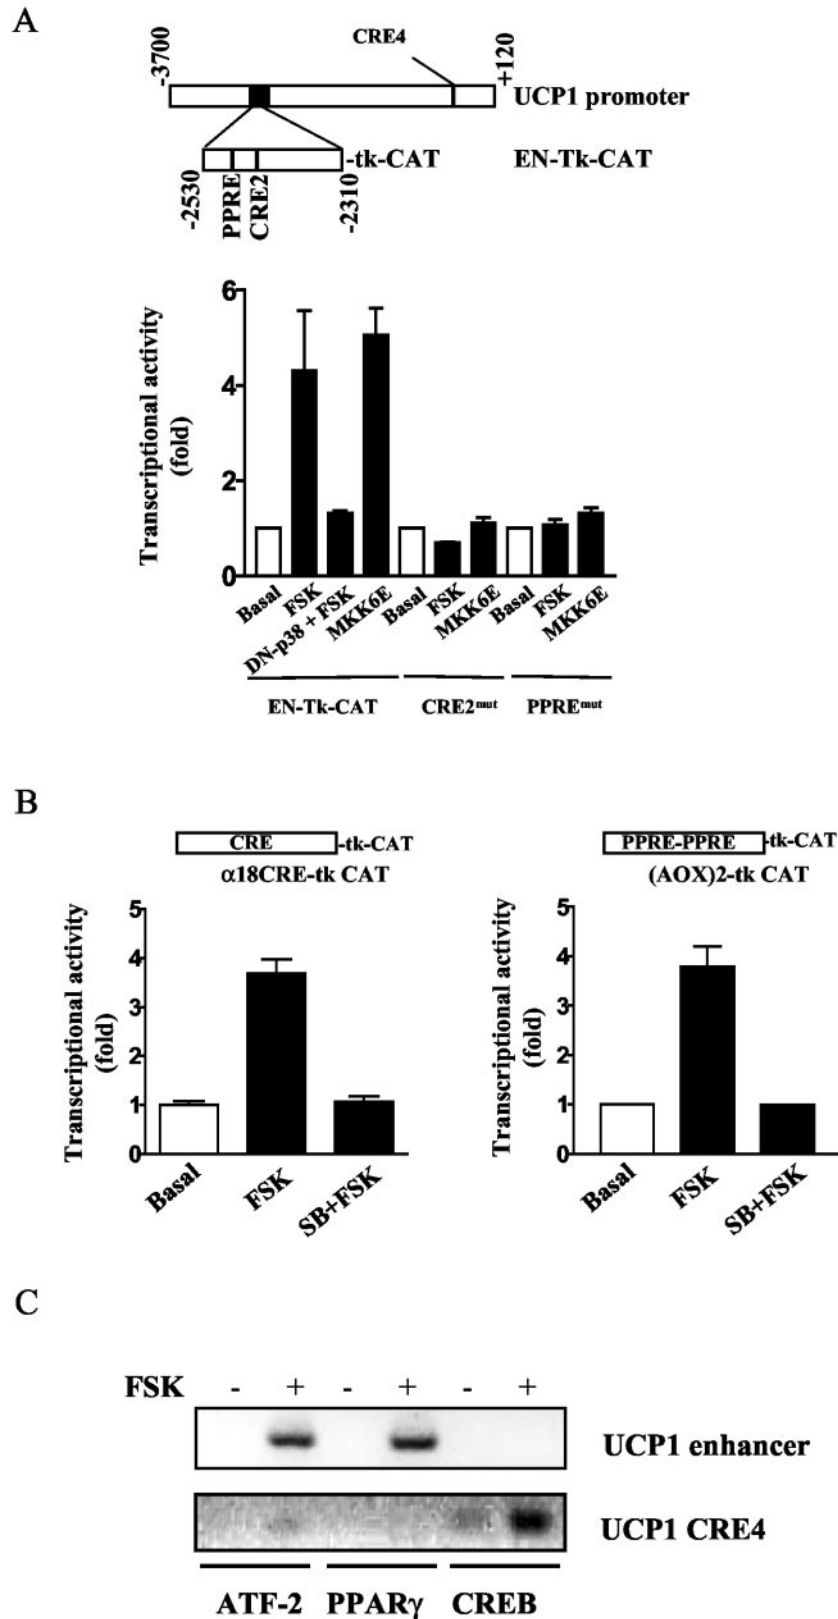 A
-3700
CRE4
+120
UCP1 promoter
-tk-CAT
EN-Tk-CAT
-2530
PPRE
CRE2
-2310
Transcriptional activity
(fold)
6
4
2
0
Basal
FSK
DN-p38 + FSK
MKK6E
Basal
FSK
MKK6E
Basal
FSK
MKK6E
EN-Tk-CAT
CRE2mut
PPREmut
B
CRE
-tk-CAT
α18CRE-tk CAT
Transcriptional activity
(fold)
5
4
3
2
1
0
Basal
FSK
SB+FSK
PPRE-PPRE
-tk-CAT
(AOX)2-tk CAT
Transcriptional activity
(fold)
5
4
3
2
1
0
Basal
FSK
SB+FSK
C
FSK - + - + - +
UCP1 enhancer
UCP1 CRE4
ATF-2 PPARγ CREB